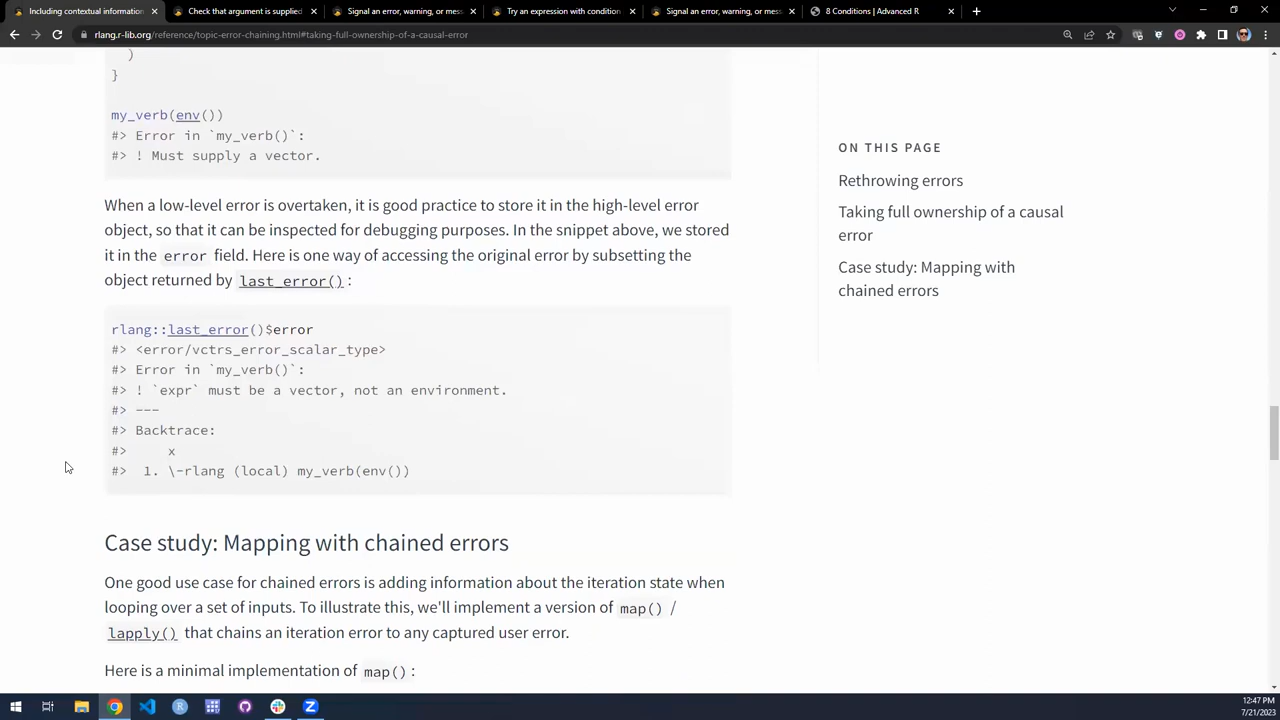 Including contextual information
Check that argument is supplied
Signal an error, warning, or mess
Try an expression with condition
Signal an error, warning, or mess
8 Conditions | Advanced R
rlang.r-lib.org/reference/topic-error-chaining.html#taking-full-ownership-of-a-causal-error
)
}
my_verb(env())
#> Error in `my_verb()`:
#> ! Must supply a vector.
When a low-level error is overtaken, it is good practice to store it in the high-level error
object, so that it can be inspected for debugging purposes. In the snippet above, we stored
it in the error field. Here is one way of accessing the original error by subsetting the
object returned by last_error() :
rlang::last_error()$error
#> <error/vctrs_error_scalar_type>
#> Error in `my_verb()`:
#> ! `expr` must be a vector, not an environment.
#> ---
#> Backtrace:
#>     x
#>  1. \-rlang (local) my_verb(env())
Case study: Mapping with chained errors
One good use case for chained errors is adding information about the iteration state when
looping over a set of inputs. To illustrate this, we'll implement a version of map() /
lapply() that chains an iteration error to any captured user error.
Here is a minimal implementation of map() :
ON THIS PAGE
Rethrowing errors
Taking full ownership of a causal
error
Case study: Mapping with
chained errors
12:47 PM
7/21/2023